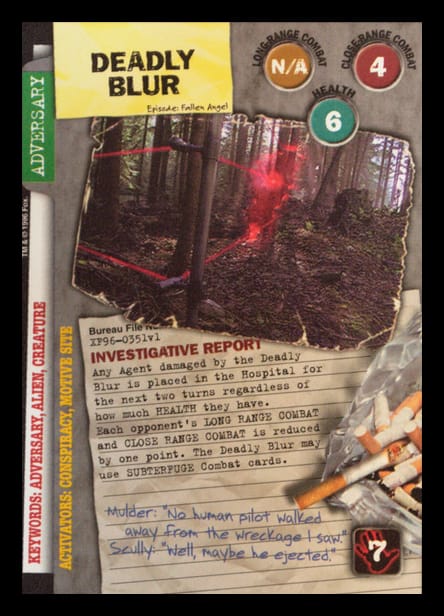 DEADLY
BLUR
Episode: Fallen Angel
LONG-RANGE COMBAT
N/A
CLOSE-RANGE COMBAT
4
HEALTH
6
ADVERSARY
TM & © 1996 Fox.
KEYWORDS: ADVERSARY, ALIEN, CREATURE
ACTIVATORS: CONSPIRACY, MOTIVE SITE
Bureau File
XF96-0351v1
INVESTIGATIVE REPORT
Any Agent damaged by the Deadly
Blur is placed in the Hospital for
the next two turns regardless of
how much HEALTH they have.
Each opponent's LONG RANGE COMBAT
and CLOSE RANGE COMBAT is reduced
by one point. The Deadly Blur may
use SUBTERFUGE Combat cards.
Mulder: "No human pilot walked
away from the wreckage I saw."
Scully: "Well, maybe he ejected."
7